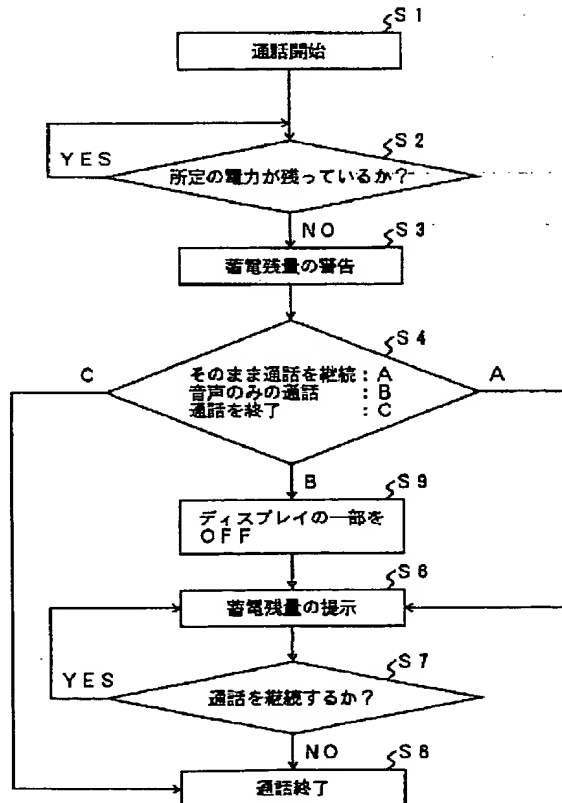 S1
通話開始
S2
YES
所定の電力が残っているか?
NO
S3
蓄電残量の警告
S4
C
A
そのまま通話を継続:A
音声のみの通話 :B
通話を終了 :C
B
S9
ディスプレイの一部を
OFF
S6
蓄電残量の提示
S7
YES
通話を継続するか?
NO
S8
通話終了